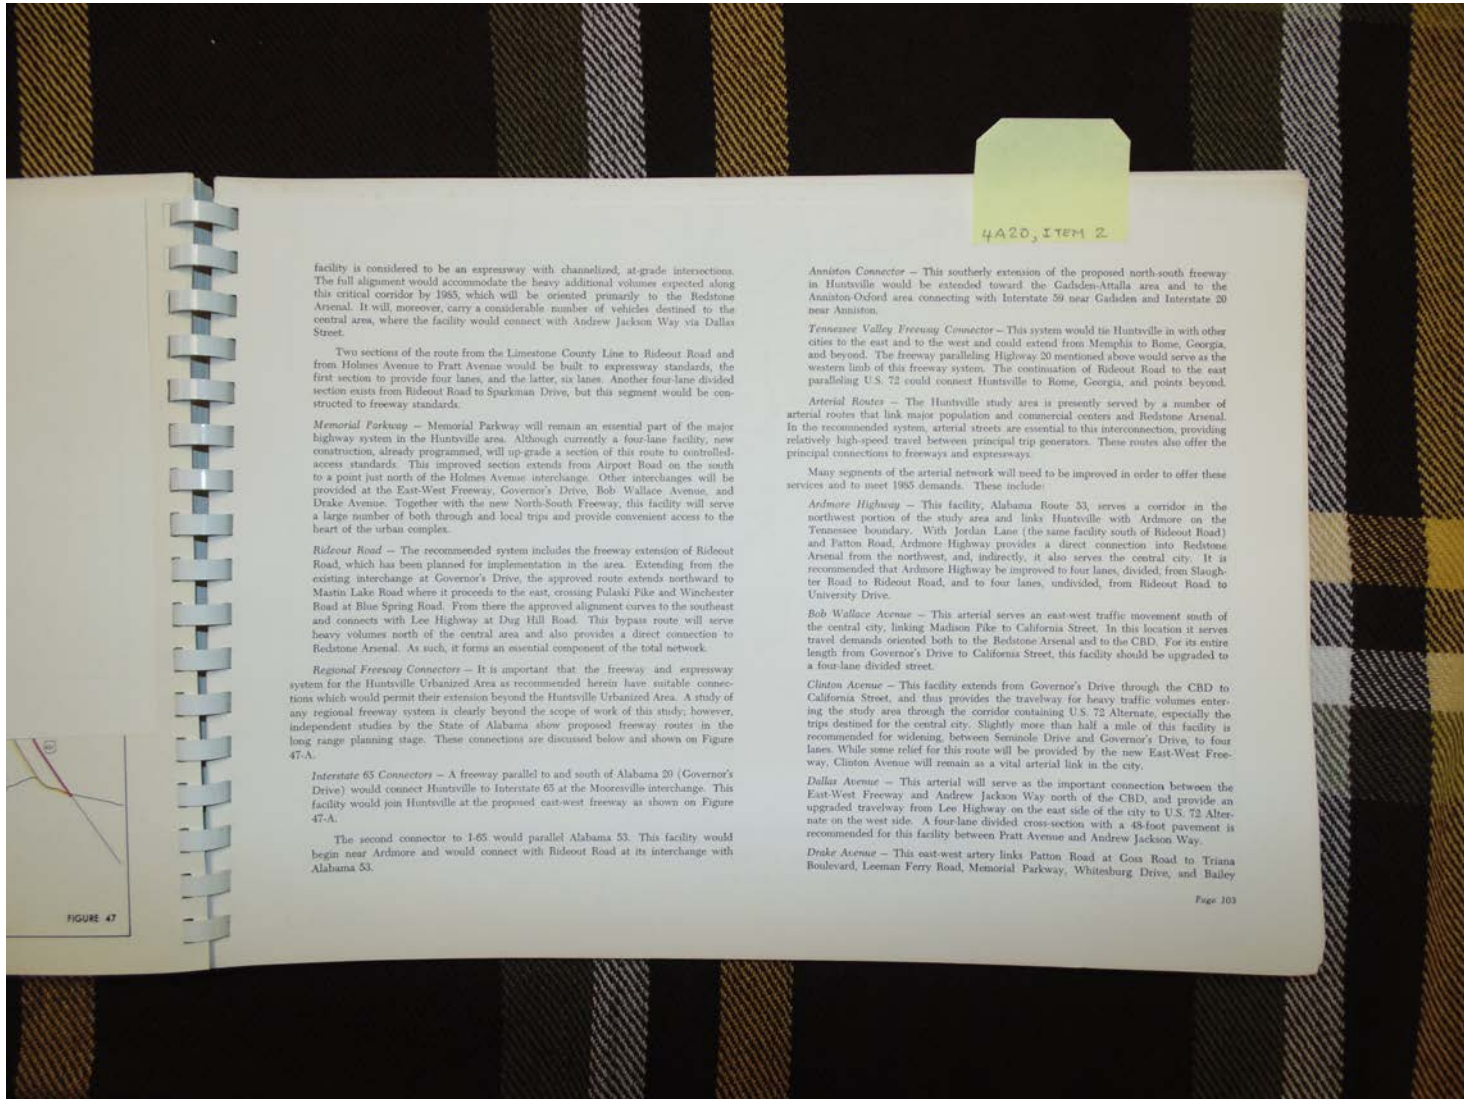 4A20, ITEM 2
facility is considered to be an expressway with channelized, at-grade intersections.
The full alignment would accommodate the heavy additional volumes expected along
this critical corridor by 1985, which will be oriented primarily to the Redstone
Arsenal. It will, moreover, carry a considerable number of vehicles destined to the
central area, where the facility would connect with Andrew Jackson Way via Dallas
Street.
Two sections of the route from the Limestone County Line to Rideout Road and
from Holmes Avenue to Pratt Avenue would be built to expressway standards, the
first section to provide four lanes, and the latter, six lanes. Another four-lane divided
section exists from Rideout Road to Sparkman Drive, but this segment would be con-
structed to freeway standards.
Memorial Parkway – Memorial Parkway will remain an essential part of the major
highway system in the Huntsville area. Although currently a four-lane facility, new
construction, already programmed, will up-grade a section of this route to controlled-
access standards. This improved section extends from Airport Road on the south
to a point just north of the Holmes Avenue interchange. Other interchanges will be
provided at the East-West Freeway, Governor's Drive, Bob Wallace Avenue, and
Drake Avenue. Together with the new North-South Freeway, this facility will serve
a large number of both through and local trips and provide convenient access to the
heart of the urban complex.
Rideout Road – The recommended system includes the freeway extension of Rideout
Road, which has been planned for implementation in the area. Extending from the
existing interchange at Governor's Drive, the approved route extends northward to
Mastin Lake Road where it proceeds to the east, crossing Pulaski Pike and Winchester
Road at Blue Spring Road. From there the approved alignment curves to the southeast
and connects with Lee Highway at Dug Hill Road. This bypass route will serve
heavy volumes north of the central area and also provides a direct connection to
Redstone Arsenal. As such, it forms an essential component of the total network.
Regional Freeway Connectors – It is important that the freeway and expressway
system for the Huntsville Urbanized Area as recommended herein have suitable connec-
tions which would permit their extension beyond the Huntsville Urbanized Area. A study of
any regional freeway system is clearly beyond the scope of work of this study; however,
independent studies by the State of Alabama show proposed freeway routes in the
long range planning stage. These connections are discussed below and shown on Figure
47-A.
Interstate 65 Connectors – A freeway parallel to and south of Alabama 20 (Governor's
Drive) would connect Huntsville to Interstate 65 at the Mooresville interchange. This
facility would join Huntsville at the proposed east-west freeway as shown on Figure
47-A.
The second connector to I-65 would parallel Alabama 53. This facility would
begin near Ardmore and would connect with Rideout Road at its interchange with
Alabama 53.
Anniston Connector – This southerly extension of the proposed north-south freeway
in Huntsville would be extended toward the Gadsden-Attalla area and to the
Anniston-Oxford area connecting with Interstate 59 near Gadsden and Interstate 20
near Anniston.
Tennessee Valley Freeway Connector – This system would tie Huntsville in with other
cities to the east and to the west and could extend from Memphis to Rome, Georgia,
and beyond. The freeway paralleling Highway 20 mentioned above would serve as the
western limb of this freeway system. The continuation of Rideout Road to the east
paralleling U.S. 72 could connect Huntsville to Rome, Georgia, and points beyond.
Arterial Routes – The Huntsville study area is presently served by a number of
arterial routes that link major population and commercial centers and Redstone Arsenal.
In the recommended system, arterial streets are essential to this interconnection, providing
relatively high-speed travel between principal trip generators. These routes also offer the
principal connections to freeways and expressways.
Many segments of the arterial network will need to be improved in order to offer these
services and to meet 1985 demands. These include:
Ardmore Highway – This facility, Alabama Route 53, serves a corridor in the
northwest portion of the study area and links Huntsville with Ardmore on the
Tennessee boundary. With Jordan Lane (the same facility south of Rideout Road)
and Patton Road, Ardmore Highway provides a direct connection into Redstone
Arsenal from the northwest, and, indirectly, it also serves the central city. It is
recommended that Ardmore Highway be improved to four lanes, divided, from Slaugh-
ter Road to Rideout Road, and to four lanes, undivided, from Rideout Road to
University Drive.
Bob Wallace Avenue – This arterial serves an east-west traffic movement south of
the central city, linking Madison Pike to California Street. In this location it serves
travel demands oriented both to the Redstone Arsenal and to the CBD. For its entire
length from Governor's Drive to California Street, this facility should be upgraded to
a four-lane divided street.
Clinton Avenue – This facility extends from Governor's Drive through the CBD to
California Street, and thus provides the travelway for heavy traffic volumes enter-
ing the study area through the corridor containing U.S. 72 Alternate, especially the
trips destined for the central city. Slightly more than half a mile of this facility is
recommended for widening, between Seminole Drive and Governor's Drive, to four
lanes. While some relief for this route will be provided by the new East-West Free-
way, Clinton Avenue will remain as a vital arterial link in the city.
Dallas Avenue – This arterial will serve as the important connection between the
East-West Freeway and Andrew Jackson Way north of the CBD, and provide an
upgraded travelway from Lee Highway on the east side of the city to U.S. 72 Alter-
nate on the west side. A four-lane divided cross-section with a 48-foot pavement is
recommended for this facility between Pratt Avenue and Andrew Jackson Way.
Drake Avenue – This east-west artery links Patton Road at Goss Road to Triana
Boulevard, Leeman Ferry Road, Memorial Parkway, Whitesburg Drive, and Bailey
Page 103
FIGURE 47